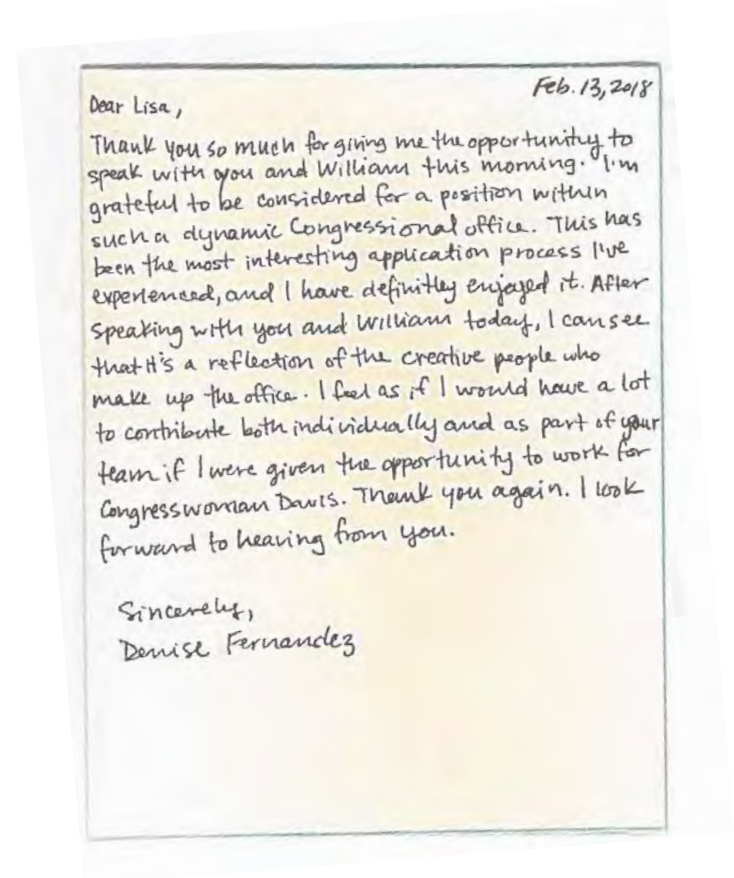 Feb. 13, 2018
Dear Lisa,
Thank you so much for giving me the opportunity to
speak with you and William this morning. I'm
grateful to be considered for a position within
such a dynamic Congressional office. This has
been the most interesting application process I've
experienced, and I have definitley enjoyed it. After
speaking with you and William today, I can see
that it's a reflection of the creative people who
make up the office. I feel as if I would have a lot
to contribute both individually and as part of your
team if I were given the opportunity to work for
Congresswoman Davis. Thank you again. I look
forward to hearing from you.
Sincerely,
Denise Fernandez